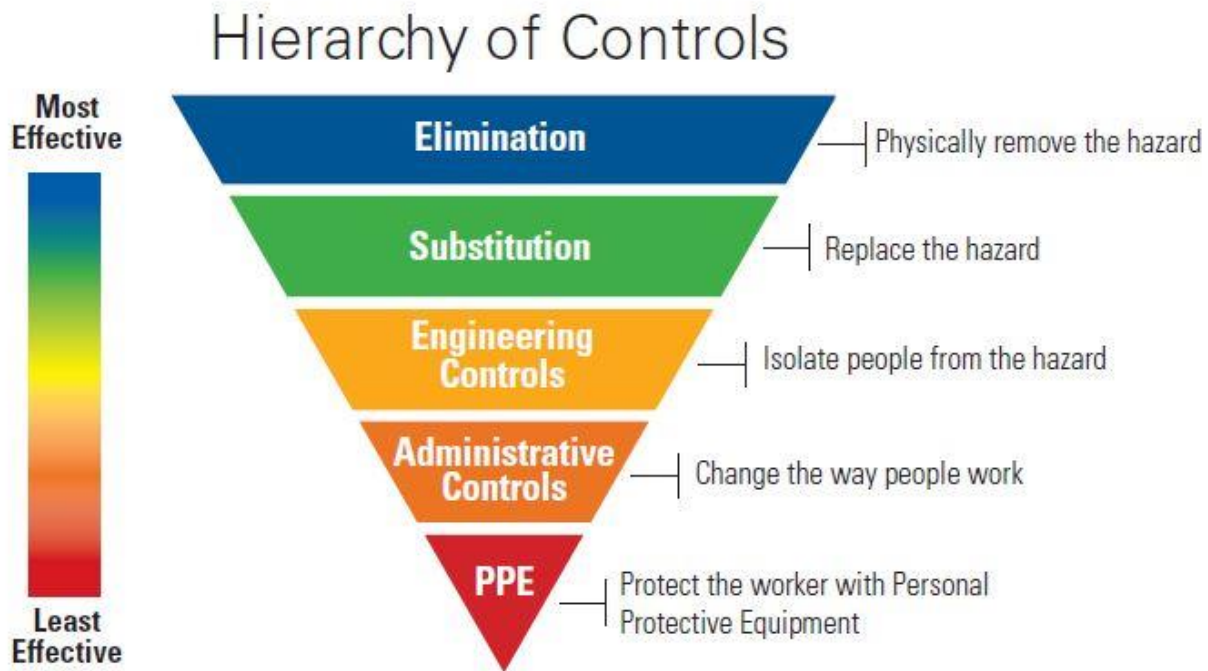 Hierarchy of Controls
Most
Effective
Elimination
Physically remove the hazard
Substitution
Replace the hazard
Engineering
Controls
Isolate people from the hazard
Administrative
Controls
Change the way people work
PPE
Protect the worker with Personal
Protective Equipment
Least
Effective